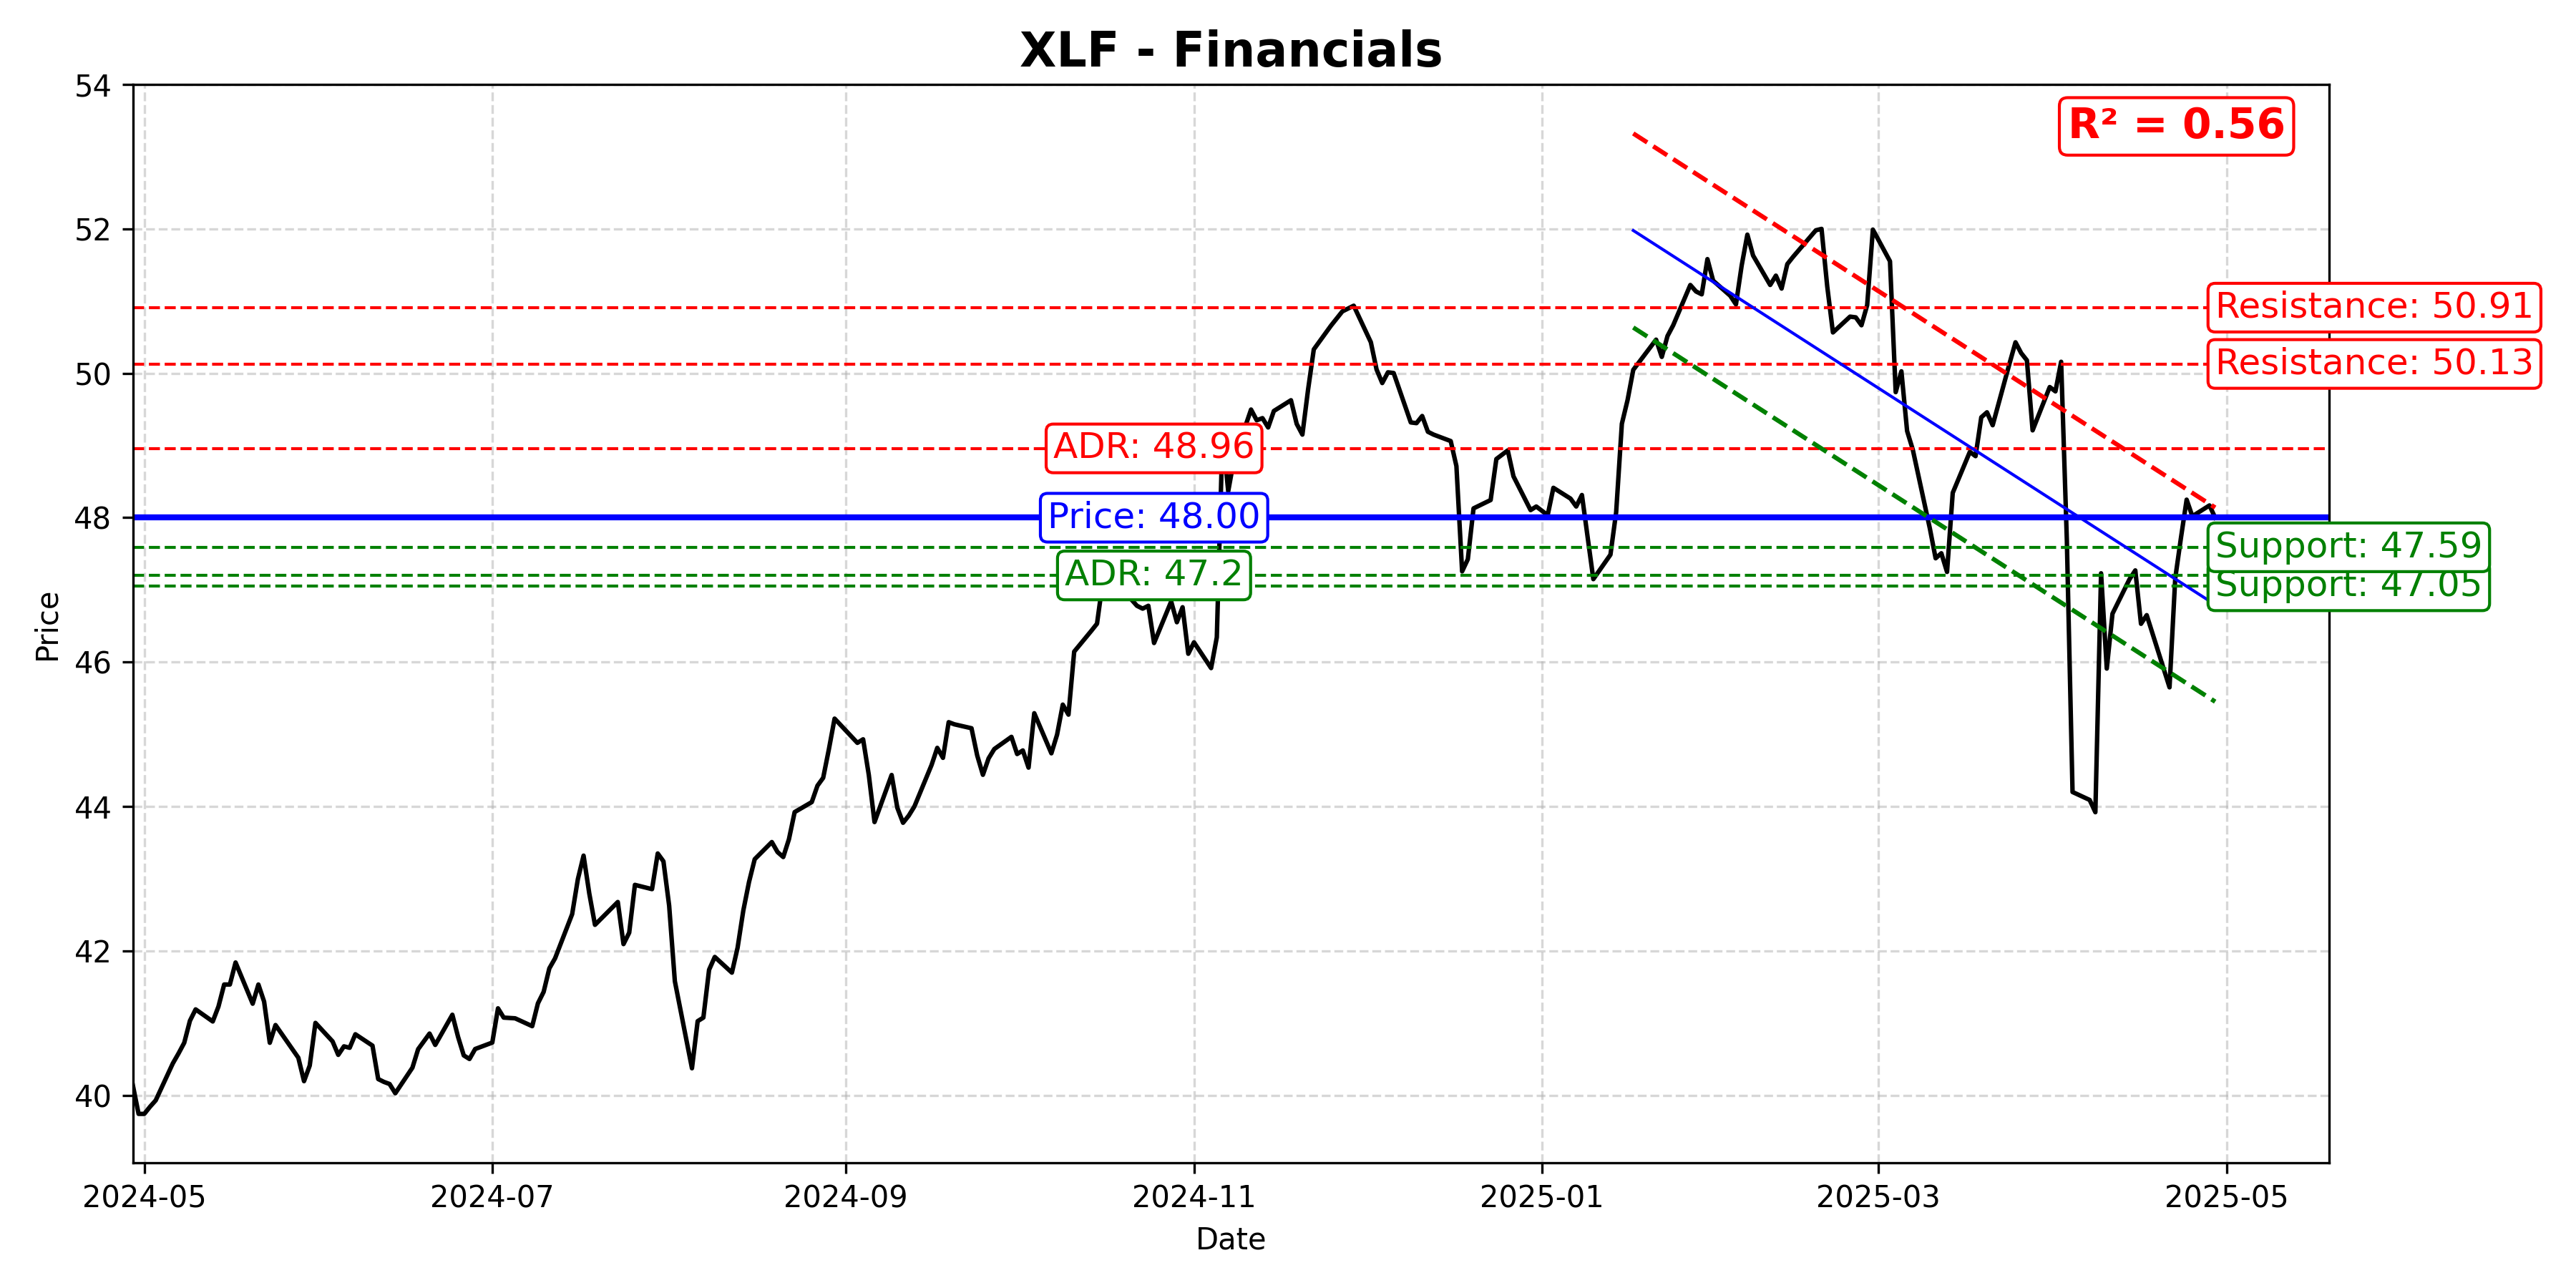 XLF - Financials
R² = 0.56
54
52
50
48
46
44
42
40
Price
Resistance: 50.91
Resistance: 50.13
ADR: 48.96
Price: 48.00
Support: 47.59
ADR: 47.2
Support: 47.05
2024-05
2024-07
2024-09
2024-11
2025-01
2025-03
2025-05
Date